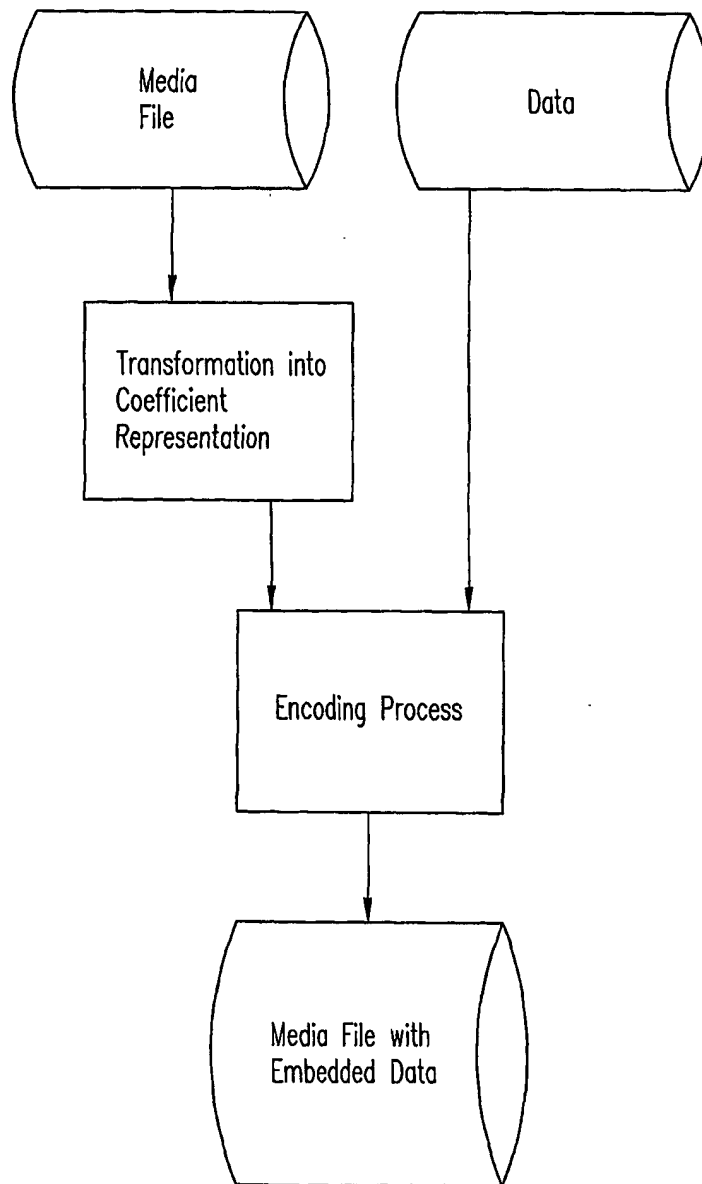 Media
File
Data
Transformation into
Coefficient
Representation
Encoding Process
Media File with
Embedded Data